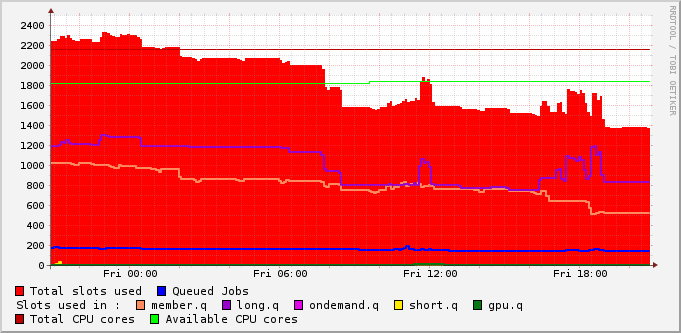 RRDTOOL / TOBI OETIKER
2400
2200
2000
1800
1600
1400
1200
1000
800
600
400
200
0
Fri 00:00 Fri 06:00 Fri 12:00 Fri 18:00
Total slots used Queued Jobs
Slots used in : member.q long.q ondemand.q short.q gpu.q
Total CPU cores Available CPU cores